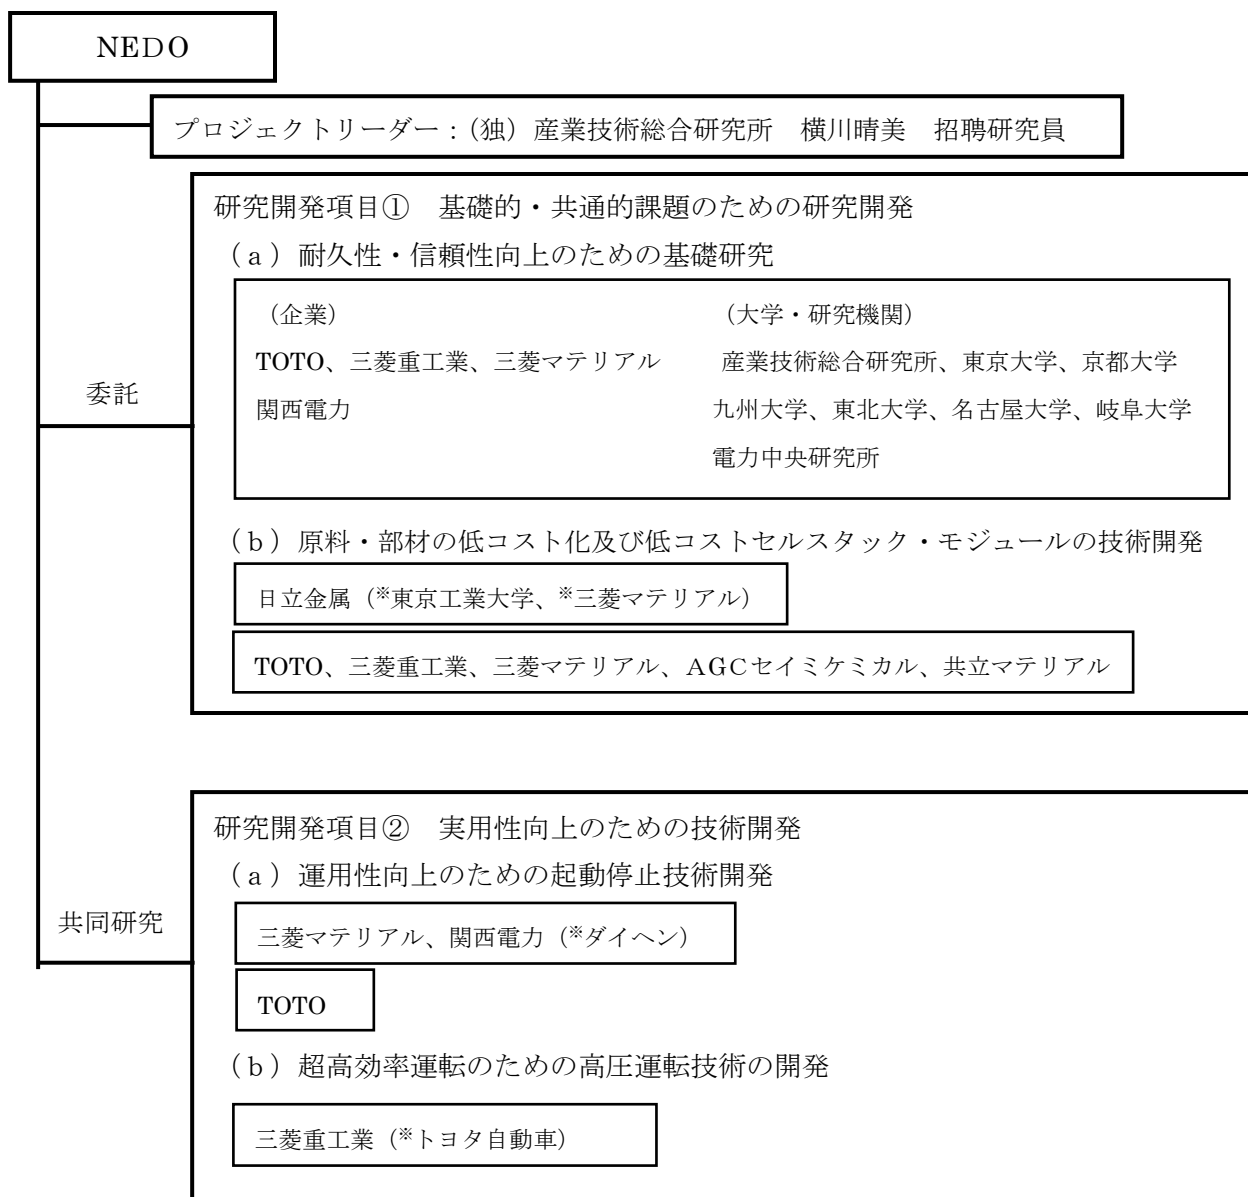 NEDO
プロジェクトリーダー：（独）産業技術総合研究所　横川晴美　招聘研究員
研究開発項目①　基礎的・共通的課題のための研究開発
（ａ）耐久性・信頼性向上のための基礎研究
（企業）　（大学・研究機関）
TOTO、三菱重工業、三菱マテリアル　産業技術総合研究所、東京大学、京都大学
委託
関西電力　九州大学、東北大学、名古屋大学、岐阜大学
電力中央研究所
（ｂ）原料・部材の低コスト化及び低コストセルスタック・モジュールの技術開発
日立金属（※東京工業大学、※三菱マテリアル）
TOTO、三菱重工業、三菱マテリアル、ＡＧＣセイミケミカル、共立マテリアル
研究開発項目②　実用性向上のための技術開発
（ａ）運用性向上のための起動停止技術開発
共同研究
三菱マテリアル、関西電力（※ダイヘン）
TOTO
（ｂ）超高効率運転のための高圧運転技術の開発
三菱重工業（※トヨタ自動車）